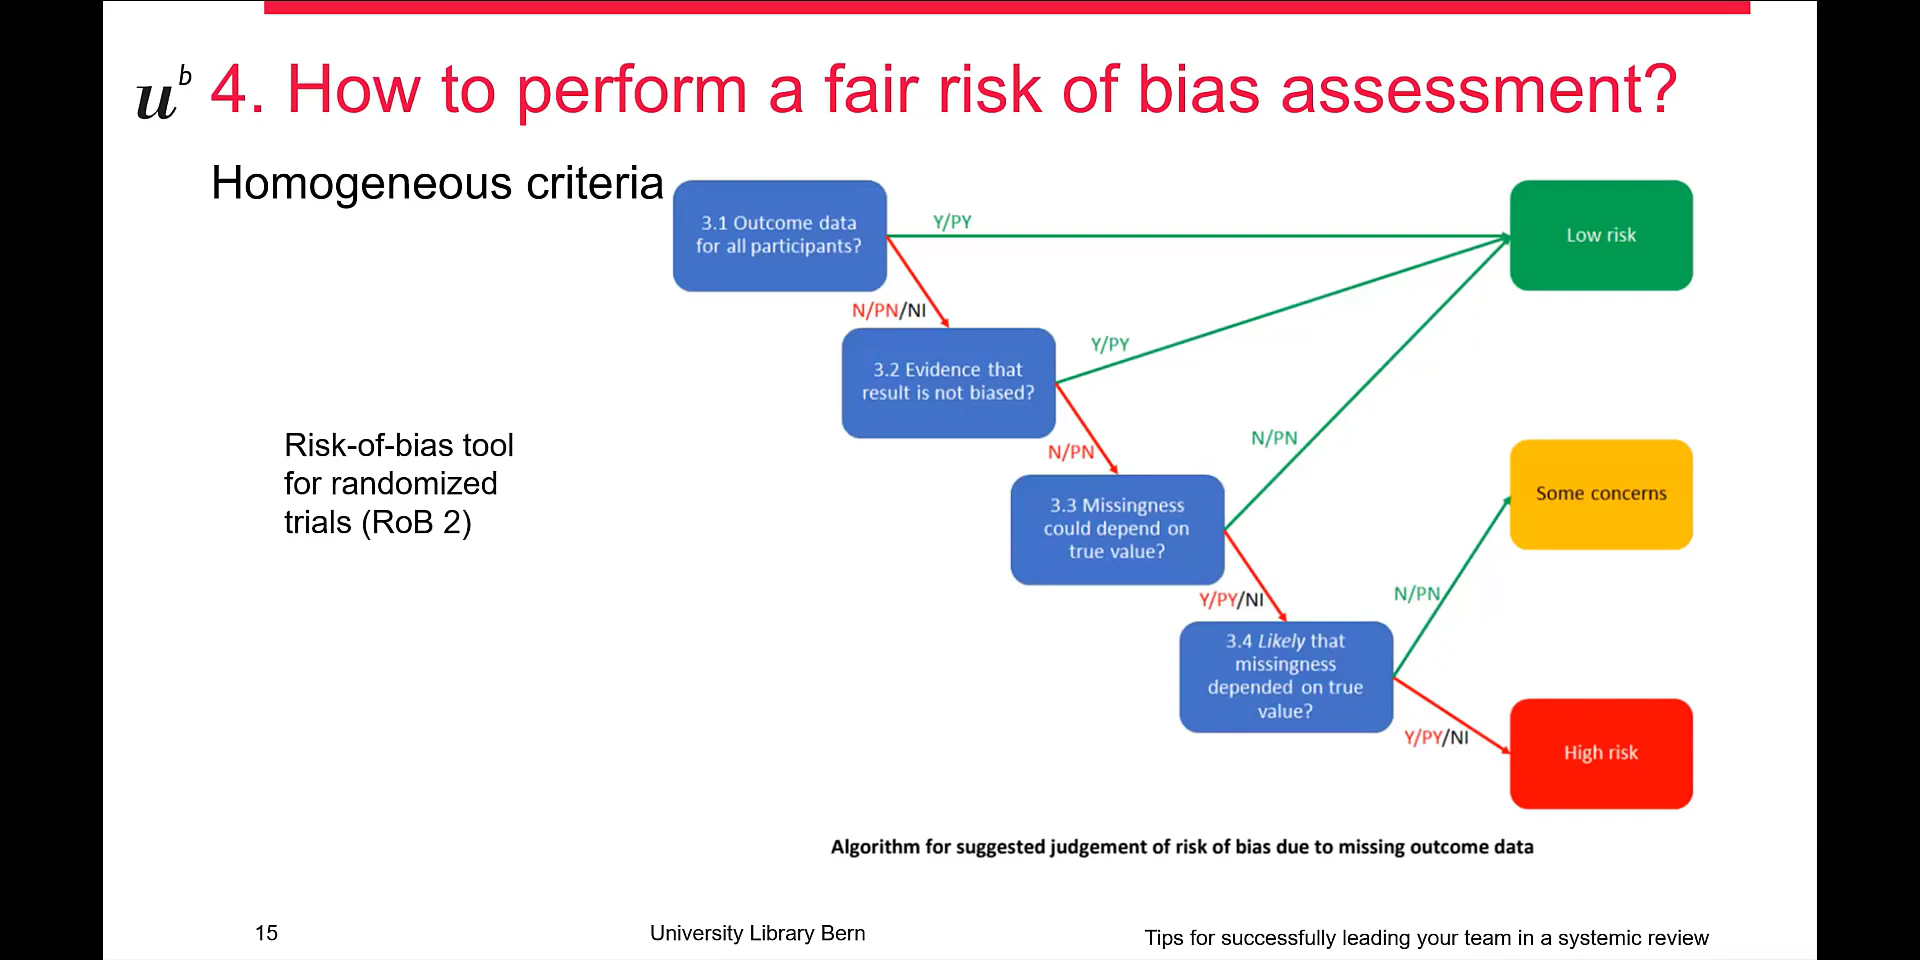 u^b
4. How to perform a fair risk of bias assessment?
Homogeneous criteria
Risk-of-bias tool
for randomized
trials (RoB 2)
3.1 Outcome data
for all participants?
Y/PY
Low risk
N/PN/NI
3.2 Evidence that
result is not biased?
Y/PY
N/PN
3.3 Missingness
could depend on
true value?
N/PN
Some concerns
Y/PY/NI
3.4 Likely that
missingness
depended on true
value?
N/PN
Y/PY/NI
High risk
Algorithm for suggested judgement of risk of bias due to missing outcome data
15
University Library Bern
Tips for successfully leading your team in a systemic review